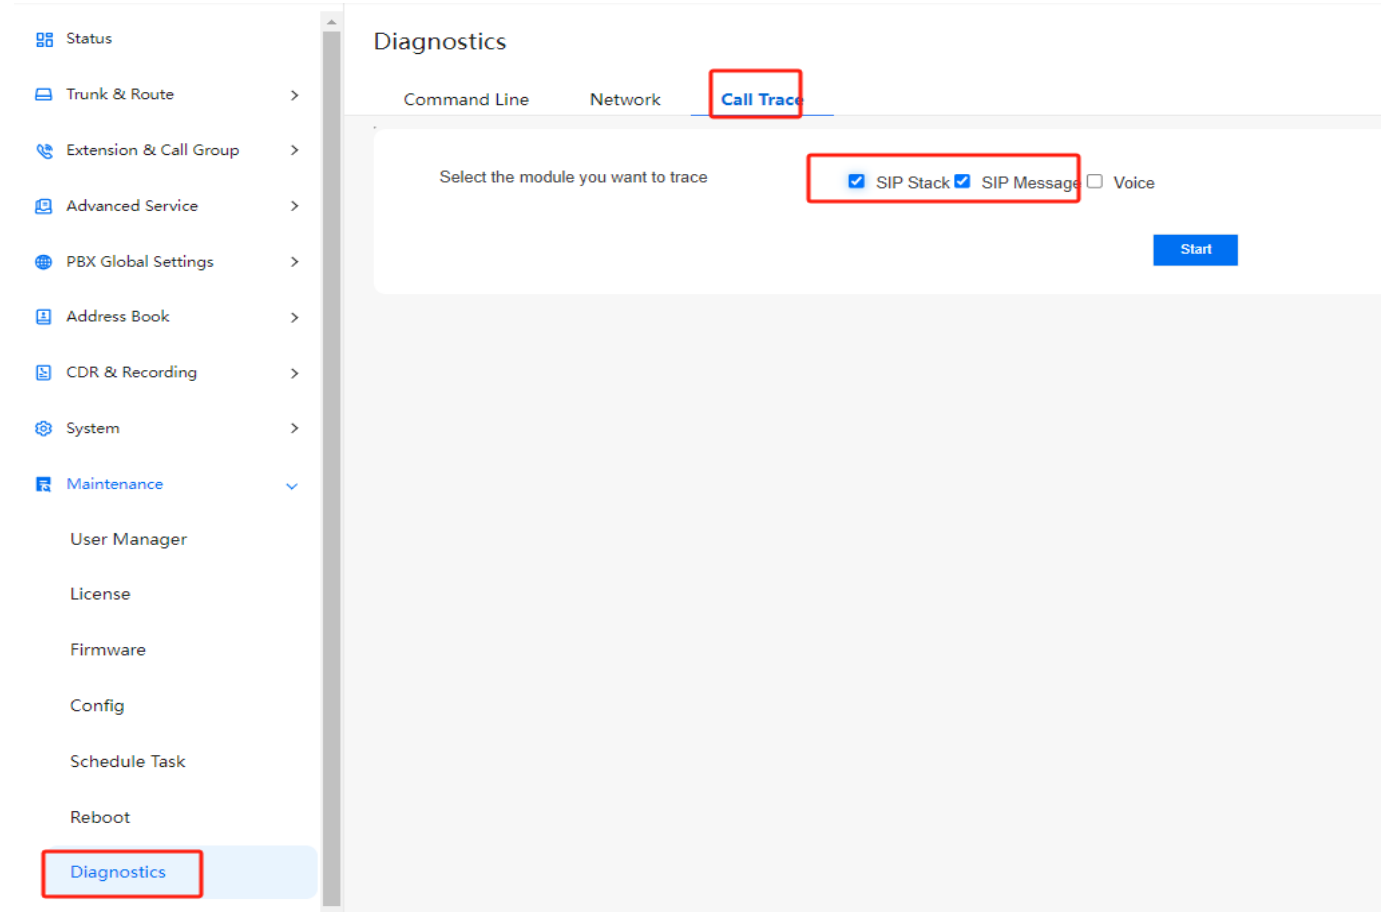 Status
Trunk & Route
Extension & Call Group
Advanced Service
PBX Global Settings
Address Book
CDR & Recording
System
Maintenance
User Manager
License
Firmware
Config
Schedule Task
Reboot
Diagnostics
Diagnostics
Command Line Network Call Trace
Select the module you want to trace SIP Stack SIP Message Voice
Start